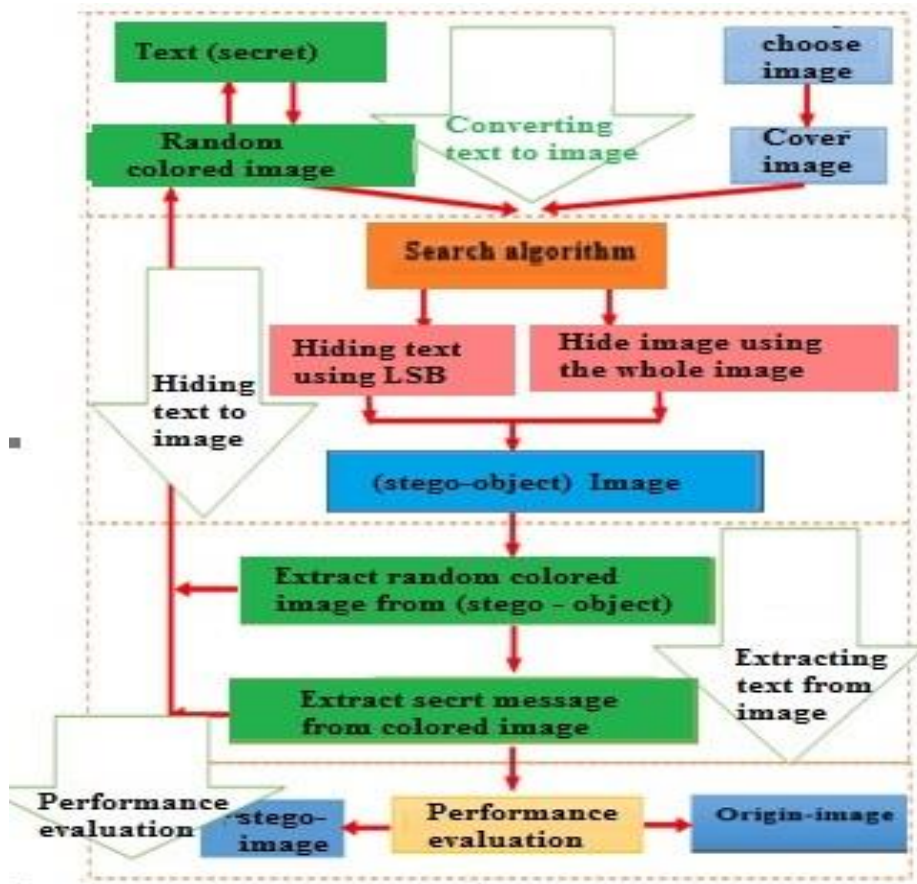 Text (secret)
choose
image
Random
colored image
Converting
text to image
Cover
image
Search algorithm
Hiding text
using LSB
Hide image using
the whole image
Hiding
text to
image
(stego-object) Image
Extract random colored
image from (stego - object)
Extracting
text from
image
Extract secrt message
from colored image
Performance
evaluation
stego-
image
Performance
evaluation
Origin-image